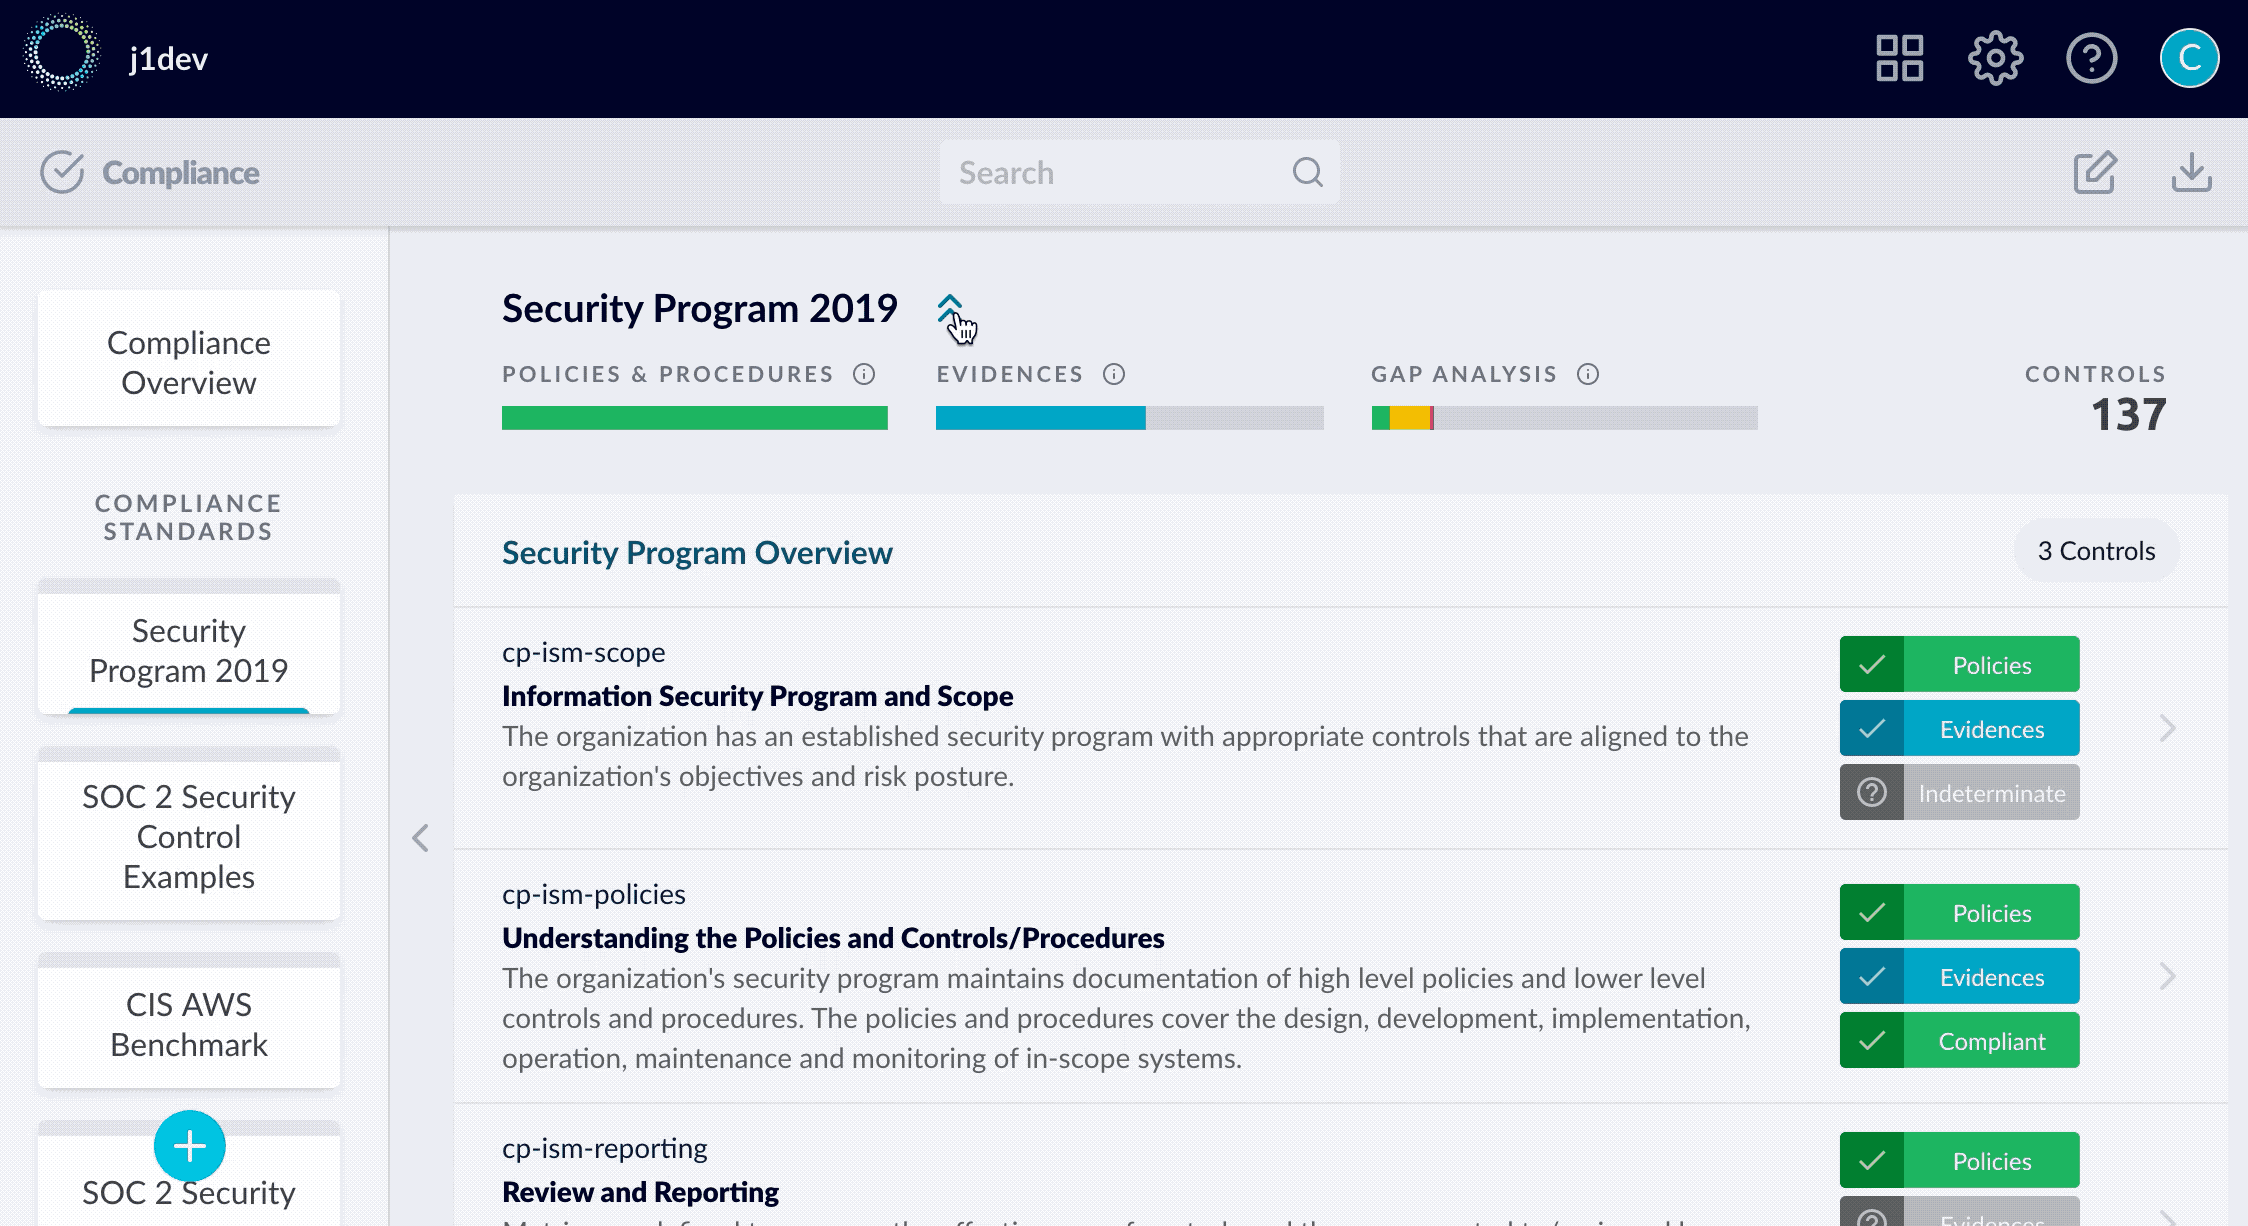 j1dev
C
Compliance
Search
Compliance
Overview
COMPLIANCE
STANDARDS
Security
Program 2019
SOC 2 Security
Control
Examples
CIS AWS
Benchmark
SOC 2 Security
Security Program 2019
POLICIES & PROCEDURES
EVIDENCES
GAP ANALYSIS
CONTROLS
137
Security Program Overview
3 Controls
cp-ism-scope
Information Security Program and Scope
The organization has an established security program with appropriate controls that are aligned to the
organization's objectives and risk posture.
Policies
Evidences
Indeterminate
cp-ism-policies
Understanding the Policies and Controls/Procedures
The organization's security program maintains documentation of high level policies and lower level
controls and procedures. The policies and procedures cover the design, development, implementation,
operation, maintenance and monitoring of in-scope systems.
Policies
Evidences
Compliant
cp-ism-reporting
Review and Reporting
Policies
Evidences